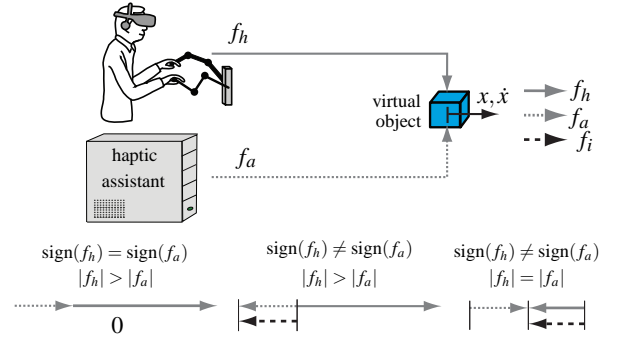 f_h
virtual object
x, ẋ
f_h
f_a
f_i
haptic assistant
f_a
sign(f_h) = sign(f_a)
|f_h| > |f_a|
0
sign(f_h) ≠ sign(f_a)
|f_h| > |f_a|
sign(f_h) ≠ sign(f_a)
|f_h| = |f_a|